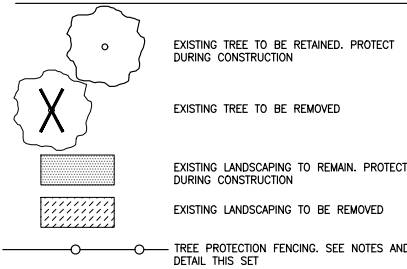 EXISTING TREE TO BE RETAINED. PROTECT
DURING CONSTRUCTION
EXISTING TREE TO BE REMOVED
EXISTING LANDSCAPING TO REMAIN. PROTECT
DURING CONSTRUCTION
EXISTING LANDSCAPING TO BE REMOVED
TREE PROTECTION FENCING. SEE NOTES AND
DETAIL THIS SET